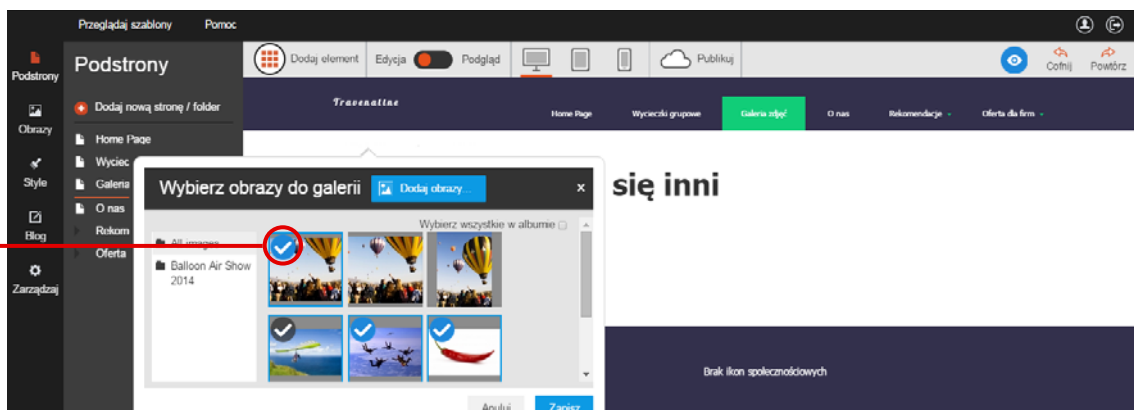 Przeglądaj szablony Pomoc
Podstrony
Obrazy
Style
Blog
Zarządzaj
Podstrony
Dodaj nową stronę / folder
Home Page
Wyciec
Galeria
O nas
Rekom
Oferta
Dodaj element Edycja Podgląd Publikuj Cofnij Powtórz
Travenaline
Home Page Wycieczki grupowe Galeria zdjęć O nas Rekomendacje Oferta dla firm
się inni
Wybierz obrazy do galerii Dodaj obrazy... x
Wybierz wszystkie w albumie
All images
Balloon Air Show
2014
Anuluj Zapisz
Brak ikon społecznościowych